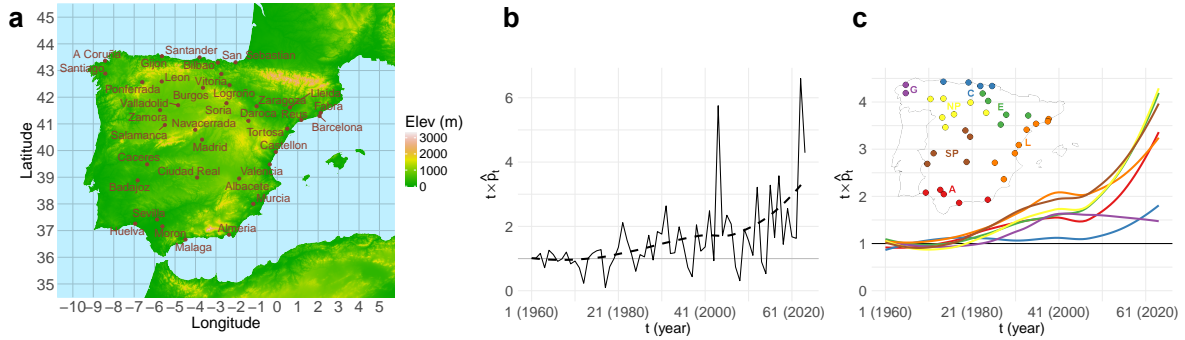 a
45
44
43
42
41
40
39
38
37
36
35
Latitude
−10 −9 −8 −7 −6 −5 −4 −3 −2 −1 0 1 2 3 4 5
Longitude
A Coruña
Santander
San Sebastian
Gijon
Bilbao
Santiago
Leon
Vitoria
Ponferrada
Logroño
Lleida
Burgos
Zaragoza
Valladolid
Soria
Fabra
Daroca
Reus
Zamora
Navacerrada
Barcelona
Salamanca
Tortosa
Madrid
Castellon
Caceres
Ciudad Real
Valencia
Badajoz
Albacete
Murcia
Sevilla
Huelva
Moron
Almeria
Malaga
Elev (m)
3000
2000
1000
0
b
6
4
2
0
t × p̂t
1 (1960) 21 (1980) 41 (2000) 61 (2020)
t (year)
c
6
4
2
1
0
t × p̂t
G
C
NP
E
SP
L
A
1 (1960) 21 (1980) 41 (2000) 61 (2020)
t (year)